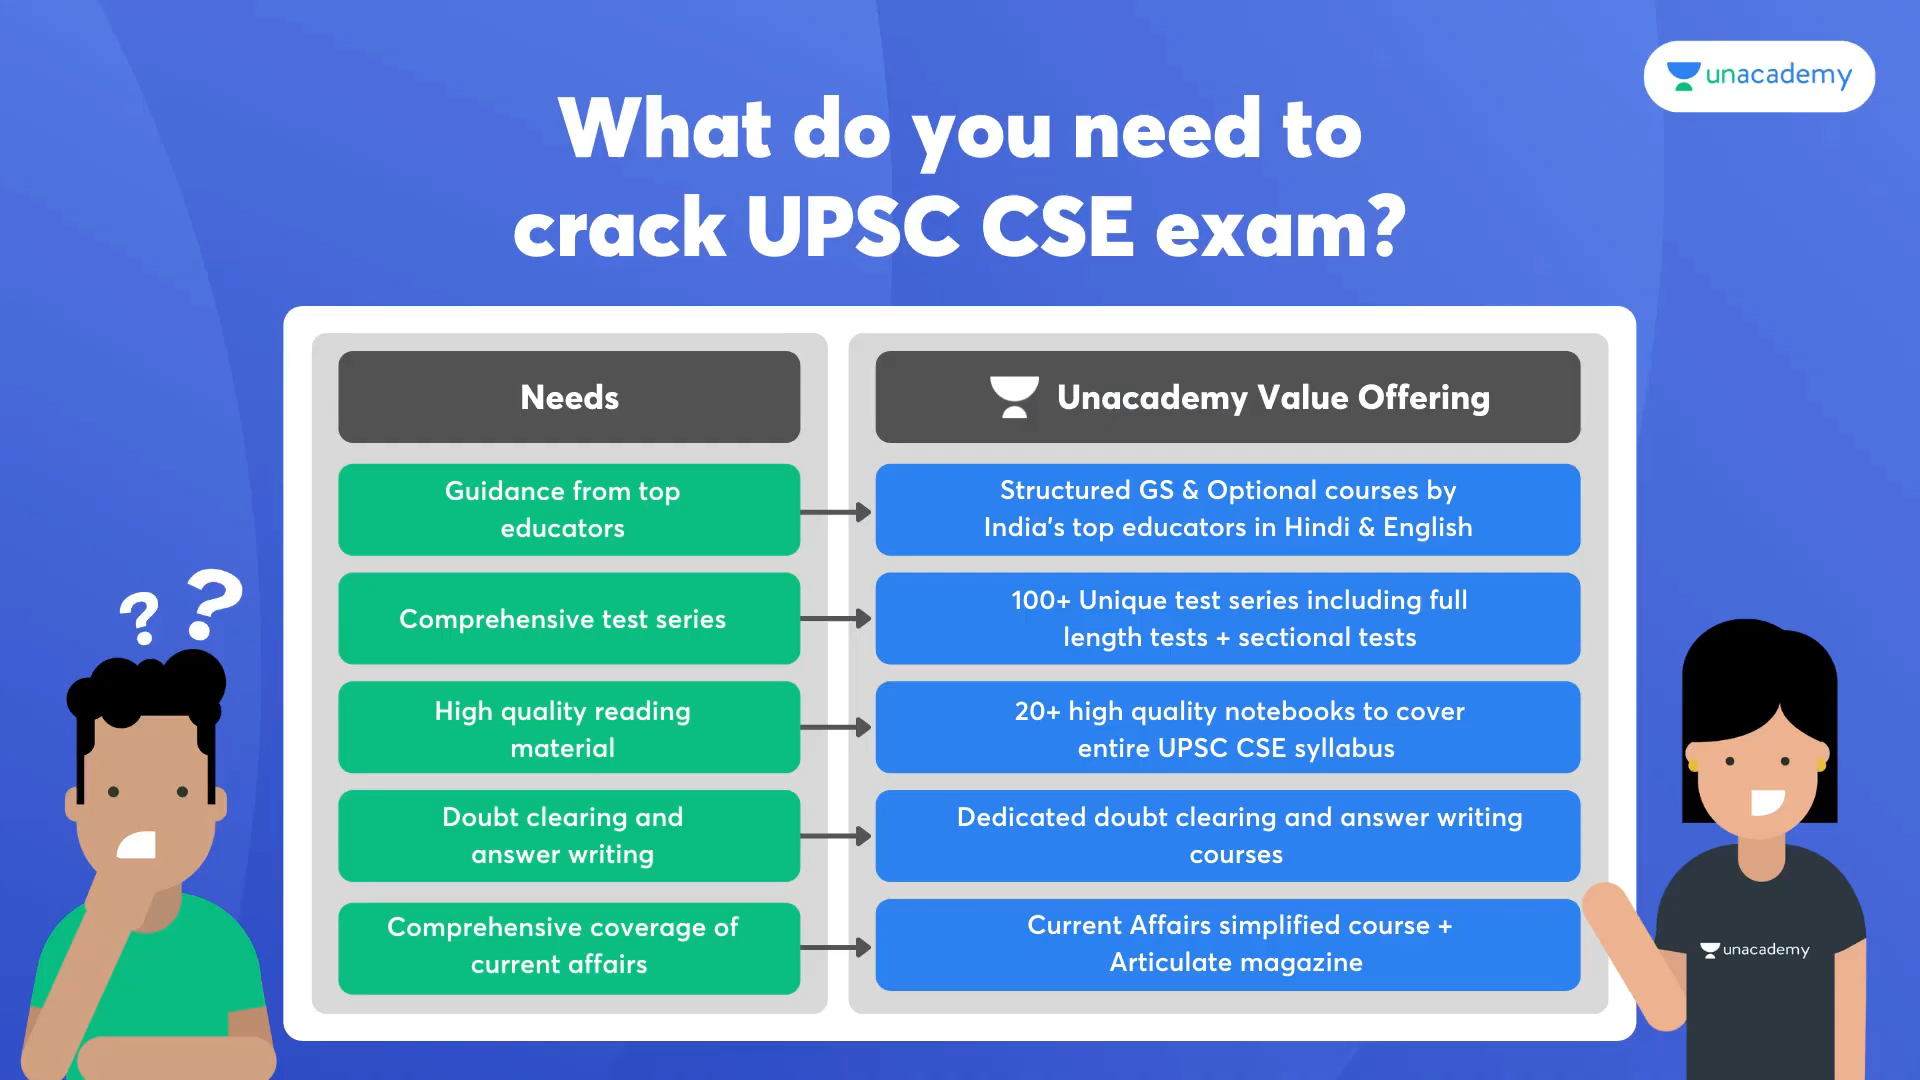 unacademy
What do you need to
crack UPSC CSE exam?
Needs
Unacademy Value Offering
Guidance from top
educators
Structured GS & Optional courses by
India's top educators in Hindi & English
Comprehensive test series
100+ Unique test series including full
length tests + sectional tests
High quality reading
material
20+ high quality notebooks to cover
entire UPSC CSE syllabus
Doubt clearing and
answer writing
Dedicated doubt clearing and answer writing
courses
Comprehensive coverage of
current affairs
Current Affairs simplified course +
Articulate magazine
? ?
unacademy